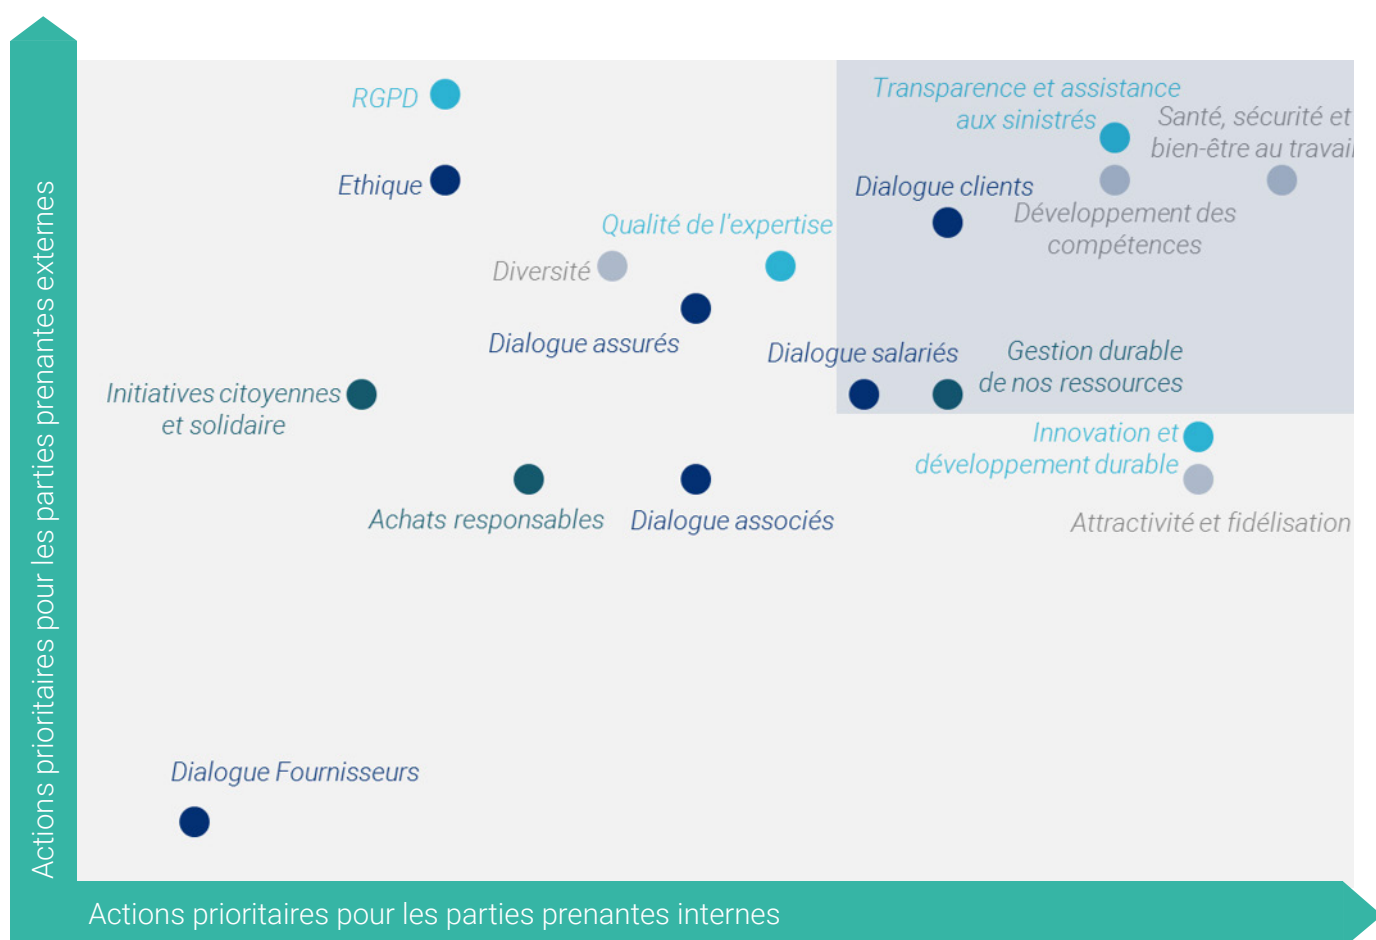 Actions prioritaires pour les parties prenantes externes
RGPD
Transparence et assistance
aux sinistrés
Santé, sécurité et
bien-être au travail
Ethique
Dialogue clients
Développement des
compétences
Qualité de l'expertise
Diversité
Dialogue assurés
Dialogue salariés
Gestion durable
de nos ressources
Initiatives citoyennes
et solidaire
Innovation et
développement durable
Achats responsables
Dialogue associés
Attractivité et fidélisation
Dialogue Fournisseurs
Actions prioritaires pour les parties prenantes internes